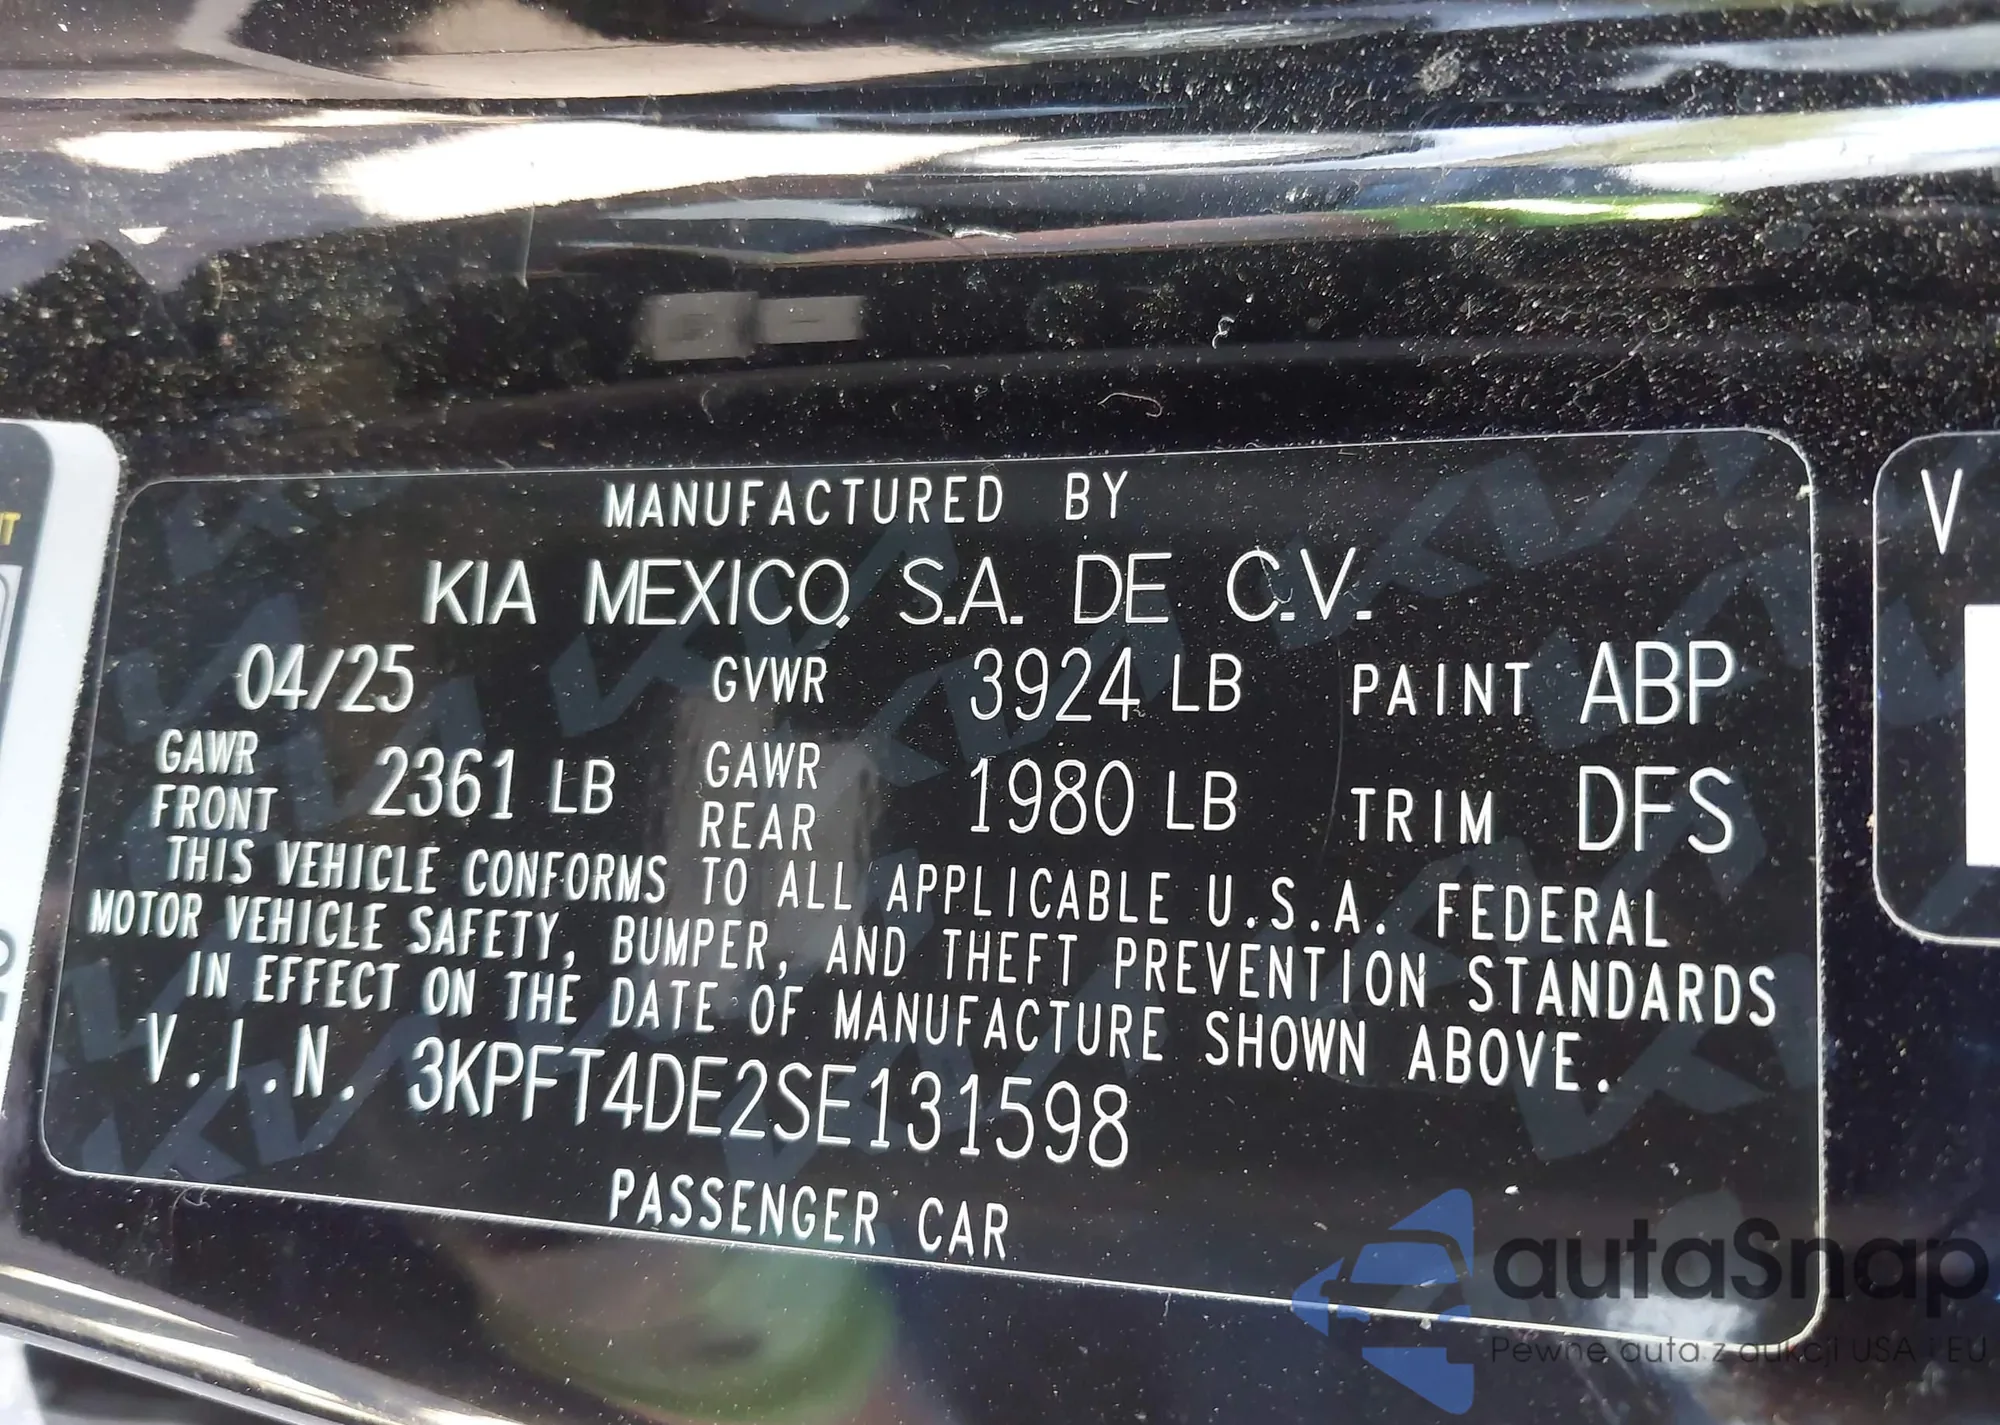 MANUFACTURED BY
KIA MEXICO, S.A. DE C.V.
04/25 GVWR 3924 LB PAINT ABP
GAWR FRONT 2361 LB GAWR REAR 1980 LB TRIM DFS
THIS VEHICLE CONFORMS TO ALL APPLICABLE U.S.A. FEDERAL
MOTOR VEHICLE SAFETY, BUMPER, AND THEFT PREVENTION STANDARDS
IN EFFECT ON THE DATE OF MANUFACTURE SHOWN ABOVE.
V.I.N. 3KPFT4DE2SE131598
PASSENGER CAR
V
autaSnap
Pewne auta z aukcji USA i EU